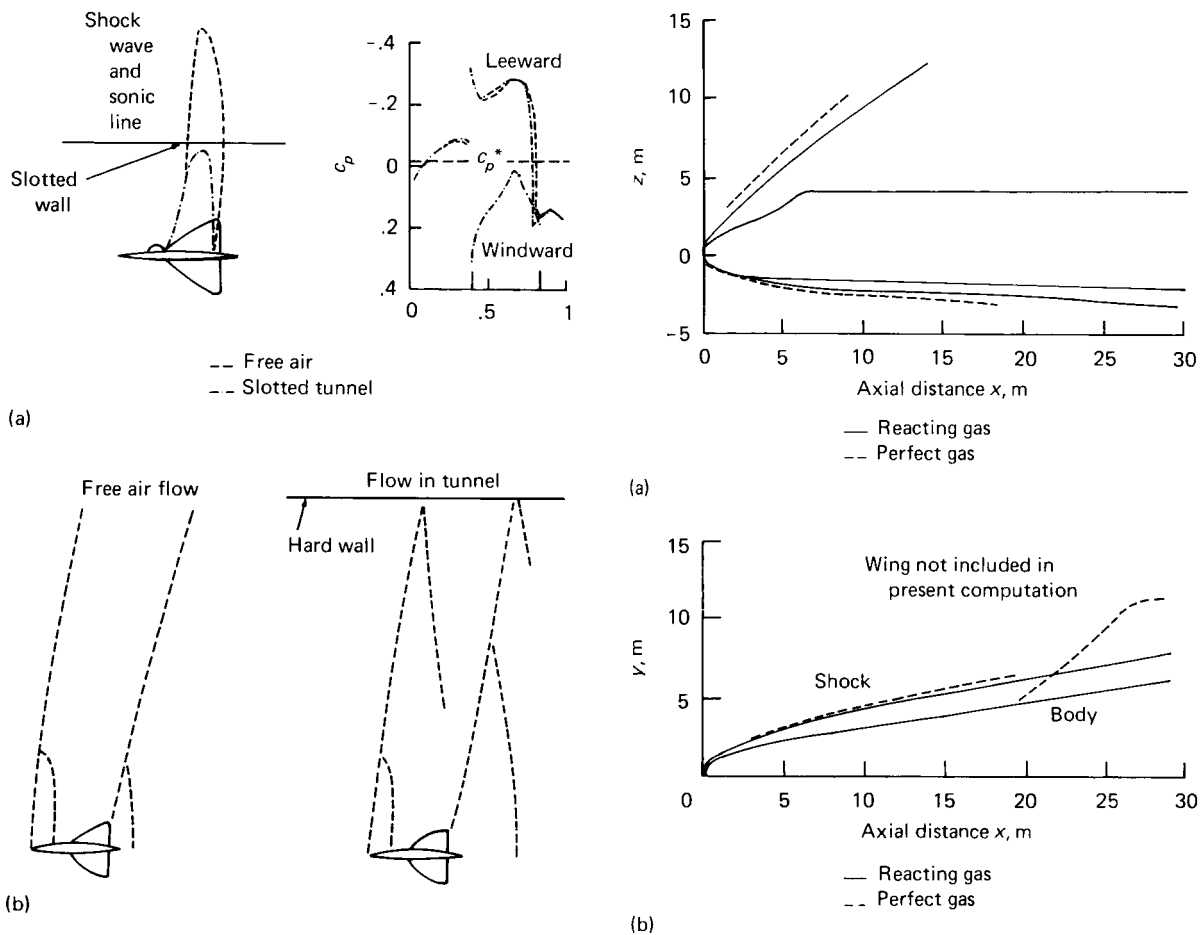 Shock
wave
and
sonic
line
Slotted
wall
-.4
-.2
0
.2
.4
c_p
Leeward
c_p*
Windward
0
.5
1
-- Free air
-·- Slotted tunnel
(a)
Free air flow
Flow in tunnel
Hard wall
(b)
15
10
5
0
-5
z, m
0
5
10
15
20
25
30
Axial distance x, m
— Reacting gas
-- Perfect gas
(a)
15
10
5
0
y, m
Wing not included in
present computation
Shock
Body
5
10
15
20
25
30
Axial distance x, m
— Reacting gas
-- Perfect gas
(b)